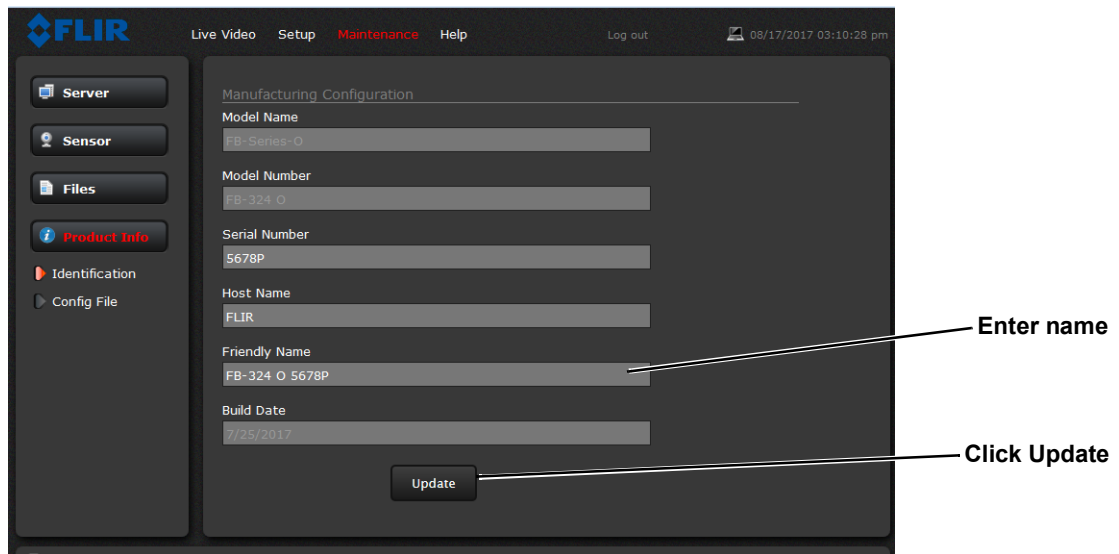 FLIR
Live Video Setup Maintenance Help Log out 08/17/2017 03:10:28 pm
Server
Sensor
Files
Product Info
Identification
Config File
Manufacturing Configuration
Model Name
FB-Series-O
Model Number
FB-324 O
Serial Number
5678P
Host Name
FLIR
Friendly Name
FB-324 O 5678P
Build Date
7/25/2017
Update
Enter name
Click Update